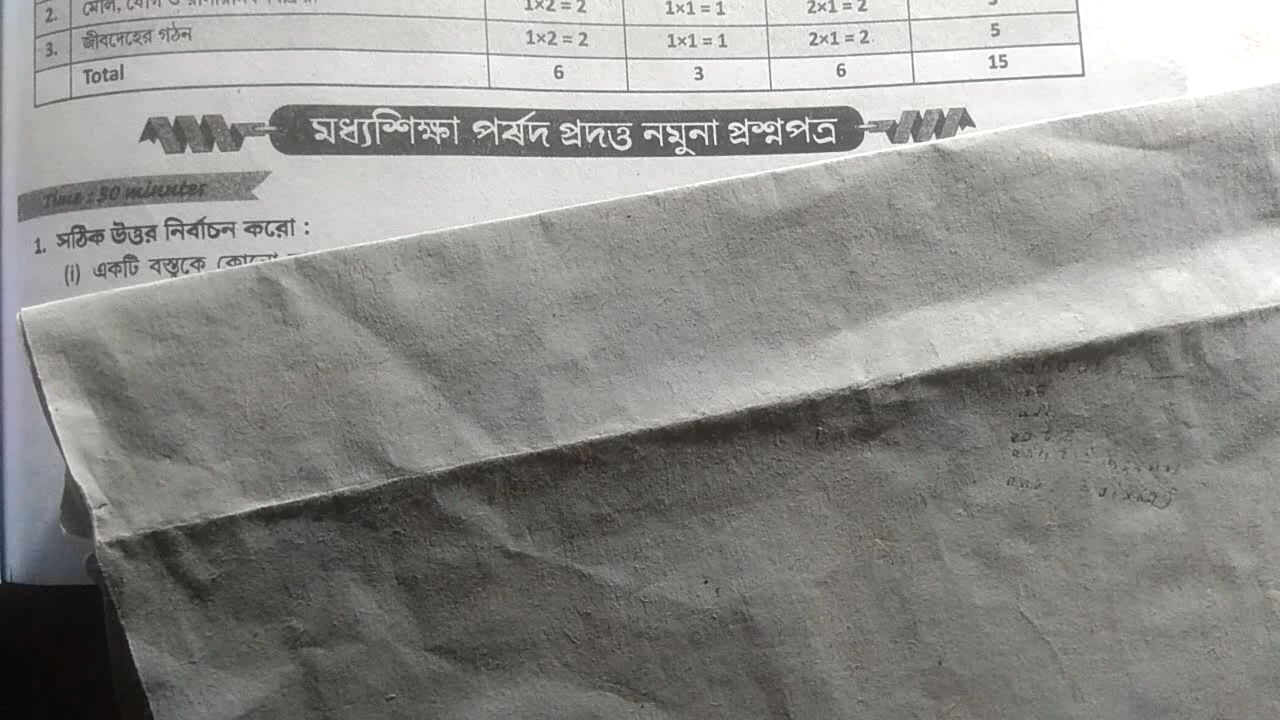 2. মৌল, যৌগ ও রাসায়নিক 1×2 = 2 1×1 = 1 2×1 = 2
3. জীবদেহের গঠন 1×2 = 2 1×1 = 1 2×1 = 2 5
Total 6 3 6 15
মধ্যশিক্ষা পর্ষদ প্রদত্ত নমুনা প্রশ্নপত্র
Time : 30 minutes
1. সঠিক উত্তর নির্বাচন করো :
(i) একটি বস্তুকে কোনো